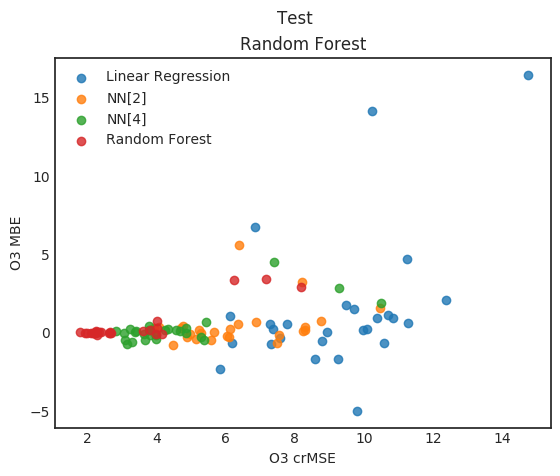 Test
Random Forest
Linear Regression
NN[2]
NN[4]
Random Forest
O3 MBE
15
10
5
0
−5
2 4 6 8 10 12 14
O3 crMSE